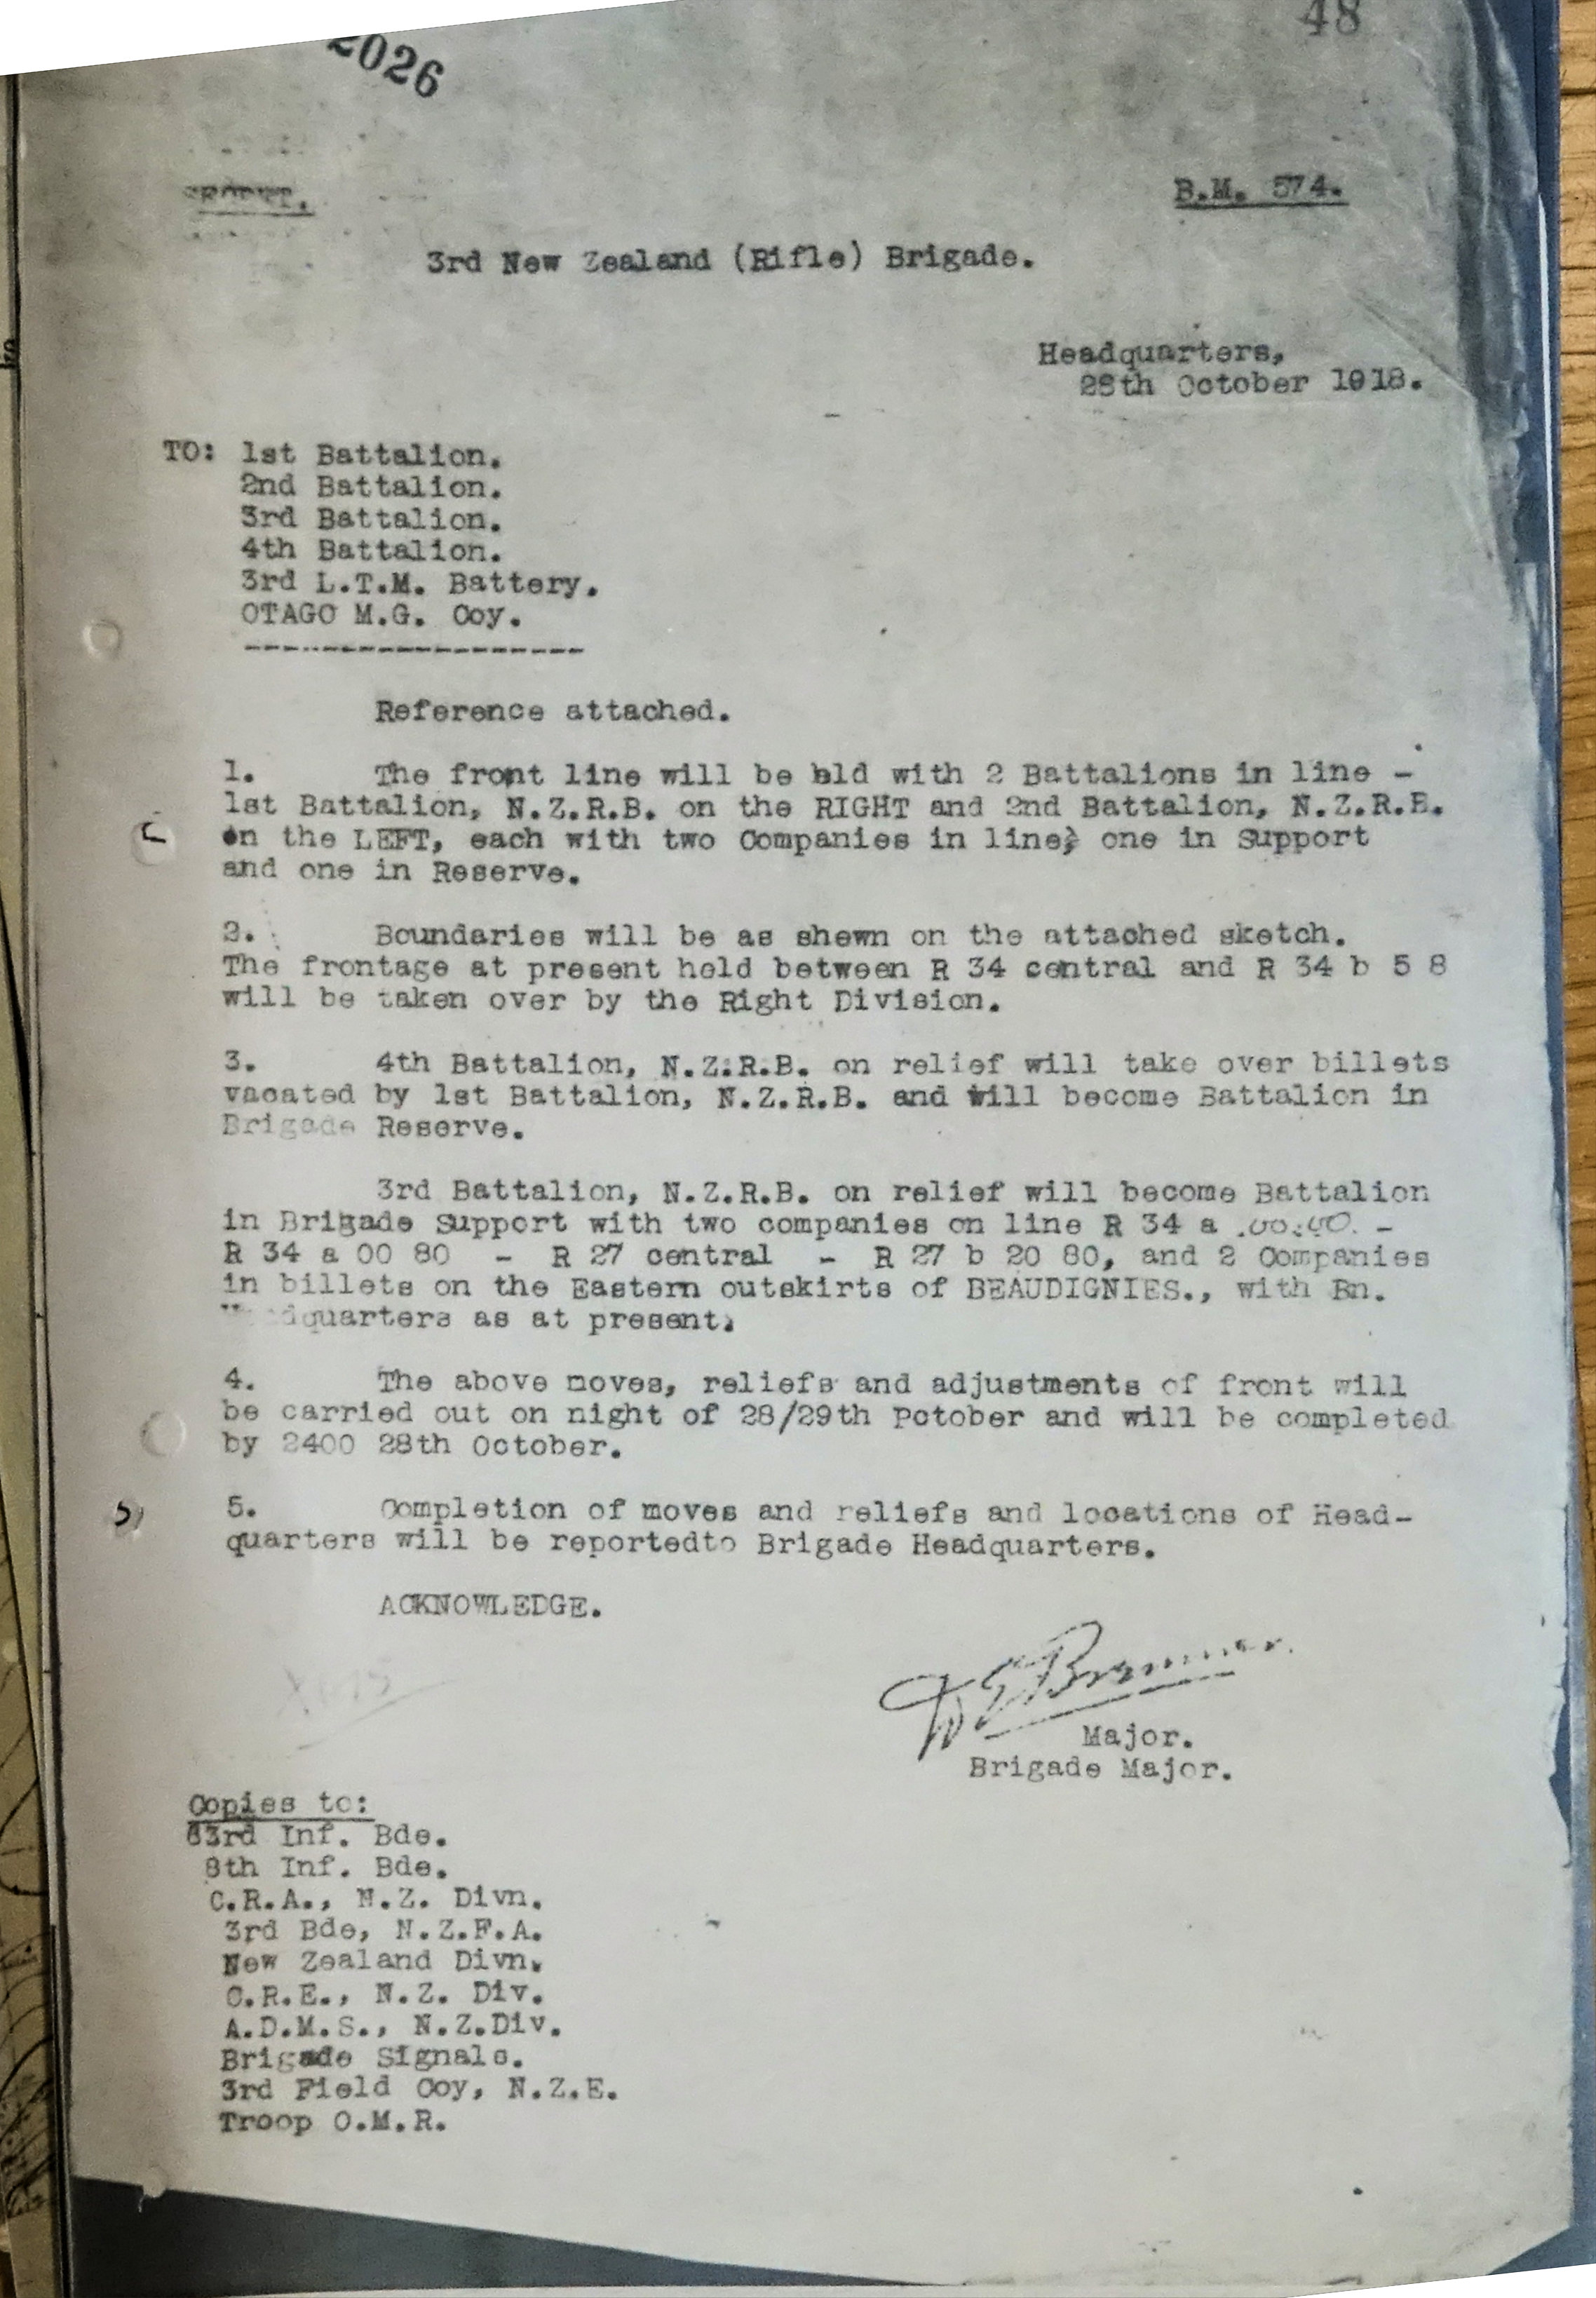 2026
48
SECRET.
B.M. 574.
3rd New Zealand (Rifle) Brigade.
Headquarters,
28th October 1918.
TO: 1st Battalion.
2nd Battalion.
3rd Battalion.
4th Battalion.
3rd L.T.M. Battery.
OTAGO M.G. Coy.
Reference attached.
1. The front line will be hld with 2 Battalions in line -
1st Battalion, N.Z.R.B. on the RIGHT and 2nd Battalion, N.Z.R.B.
on the LEFT, each with two Companies in line, one in Support
and one in Reserve.
2. Boundaries will be as shewn on the attached sketch.
The frontage at present held between R 34 central and R 34 b 5 8
will be taken over by the Right Division.
3. 4th Battalion, N.Z.R.B. on relief will take over billets
vacated by 1st Battalion, N.Z.R.B. and will become Battalion in
Brigade Reserve.
3rd Battalion, N.Z.R.B. on relief will become Battalion
in Brigade Support with two companies on line R 34 a .00.40. -
R 34 a 00 80 - R 27 central - R 27 b 20 80, and 2 Companies
in billets on the Eastern outskirts of BEAUDIGNIES., with Bn.
Headquarters as at present.
4. The above moves, reliefs and adjustments of front will
be carried out on night of 28/29th Potober and will be completed
by 2400 28th October.
5. Completion of moves and reliefs and locations of Head-
quarters will be reportedto Brigade Headquarters.
ACKNOWLEDGE.
Major.
Brigade Major.
Copies to:
63rd Inf. Bde.
8th Inf. Bde.
C.R.A., N.Z. Divn.
3rd Bde, N.Z.F.A.
New Zealand Divn.
C.R.E., N.Z. Div.
A.D.M.S., N.Z.Div.
Brigade Signals.
3rd Field Coy, N.Z.E.
Troop O.M.R.